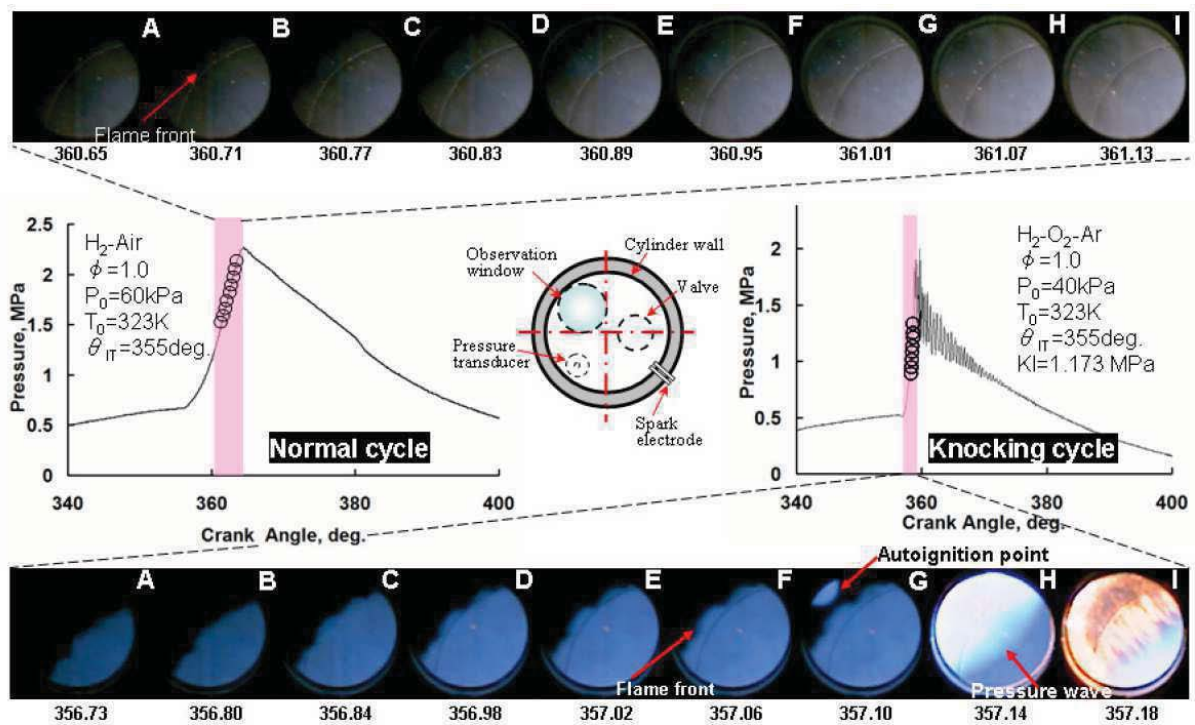 A B C D E F G H I
Flame front
360.65 360.71 360.77 360.83 360.89 360.95 361.01 361.07 361.13
Pressure, MPa
2.5
2
1.5
1
0.5
0
H2-Air
ϕ=1.0
P0=60kPa
T0=323K
θIT=355deg.
Normal cycle
340 360 380 400
Crank Angle, deg.
Observation
window
Cylinder wall
Valve
Pressure
transducer
Spark
electrode
Pressure, MPa
2
1.5
1
0.5
0
H2-O2-Ar
ϕ=1.0
P0=40kPa
T0=323K
θIT=355deg.
KI=1.173 MPa
Knocking cycle
340 360 380 400
Crank Angle, deg.
Autoignition point
A B C D E F G H I
Flame front
Pressure wave
356.73 356.80 356.84 356.98 357.02 357.06 357.10 357.14 357.18